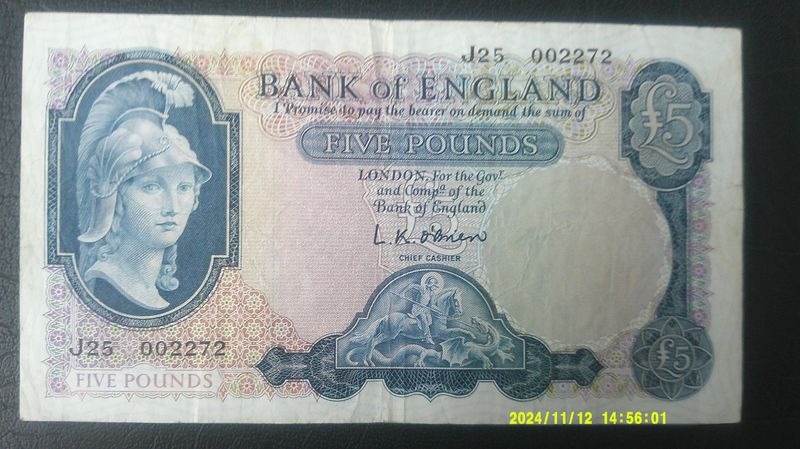 J25 002272
BANK of ENGLAND
I Promise to pay the bearer on demand the sum of
FIVE POUNDS
£5
LONDON, For the Govr
and Compa of the
Bank of England
L. K. O'Brien
CHIEF CASHIER
J25 002272
FIVE POUNDS
£5
2024/11/12 14:56:01